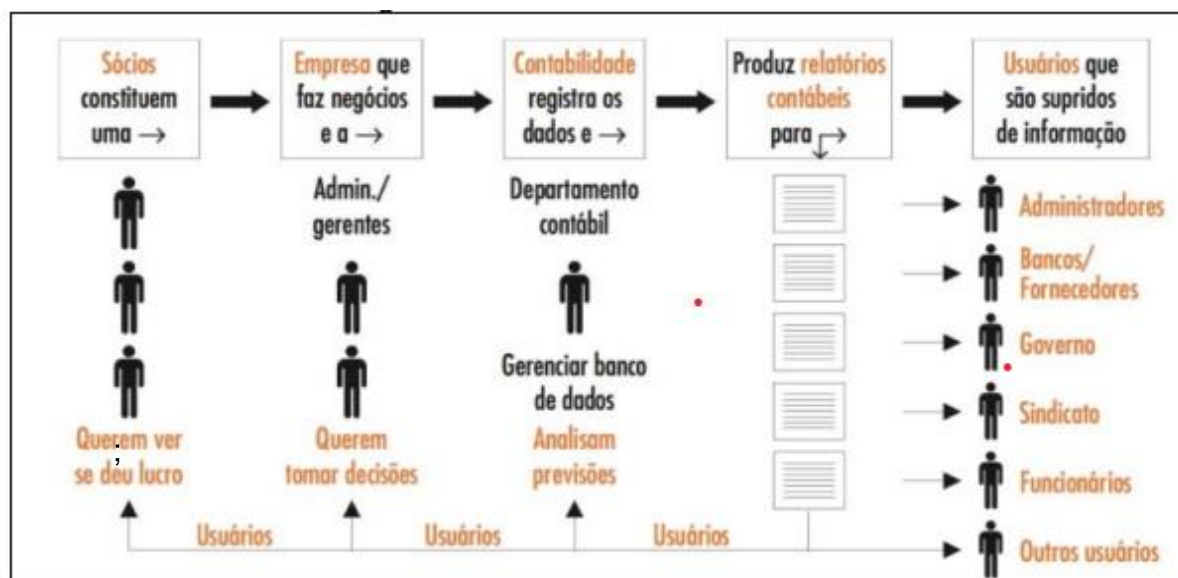 Sócios
constituem
uma →
Empresa que
faz negócios
e a →
Contabilidade
registra os
dados e →
Produz relatórios
contábeis
para
Usuários que
são supridos
de informação
Admin./
gerentes
Departamento
contábil
Gerenciar banco
de dados
Querem ver
se deu lucro
;
Querem
tomar decisões
Analisam
previsões
Administradores
Bancos/
Fornecedores
Governo
Sindicato
Funcionários
Outros usuários
Usuários
Usuários
Usuários